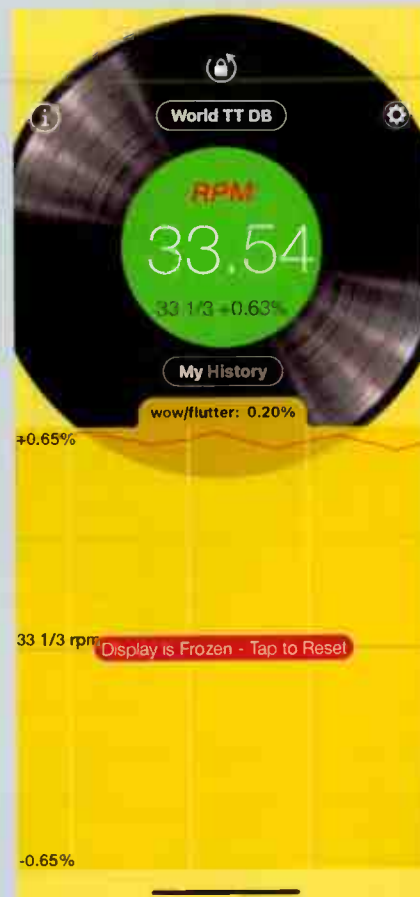 World TT DB
RPM
33.54
33 1/3 +0.63%
My History
wow/flutter: 0.20%
+0.65%
33 1/3 rpm
Display is Frozen - Tap to Reset
-0.65%